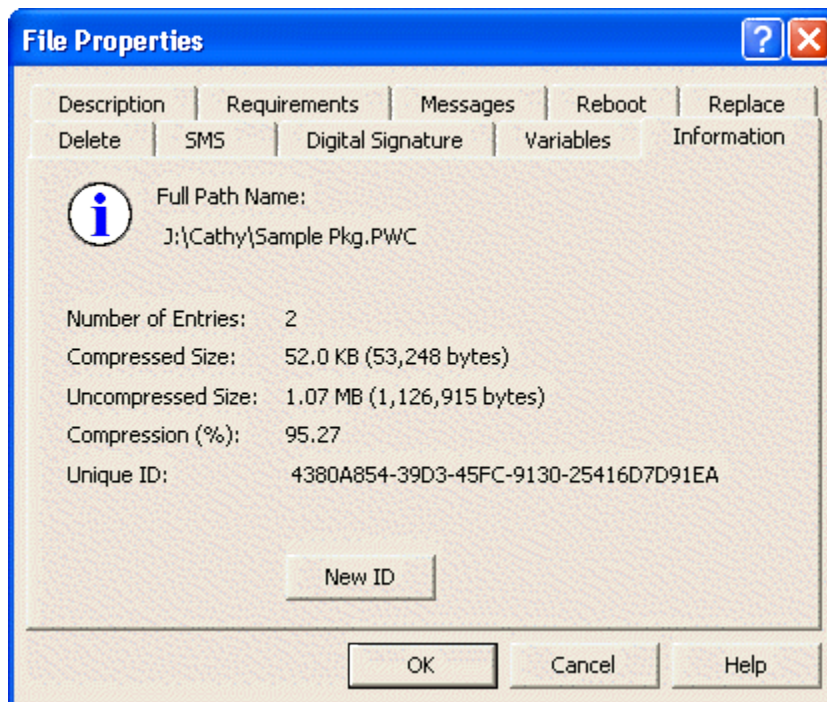 File Properties
Description Requirements Messages Reboot Replace
Delete SMS Digital Signature Variables Information
Full Path Name:
J:\Cathy\Sample Pkg.PWC
Number of Entries: 2
Compressed Size: 52.0 KB (53,248 bytes)
Uncompressed Size: 1.07 MB (1,126,915 bytes)
Compression (%): 95.27
Unique ID: 4380A854-39D3-45FC-9130-25416D7D91EA
New ID
OK Cancel Help